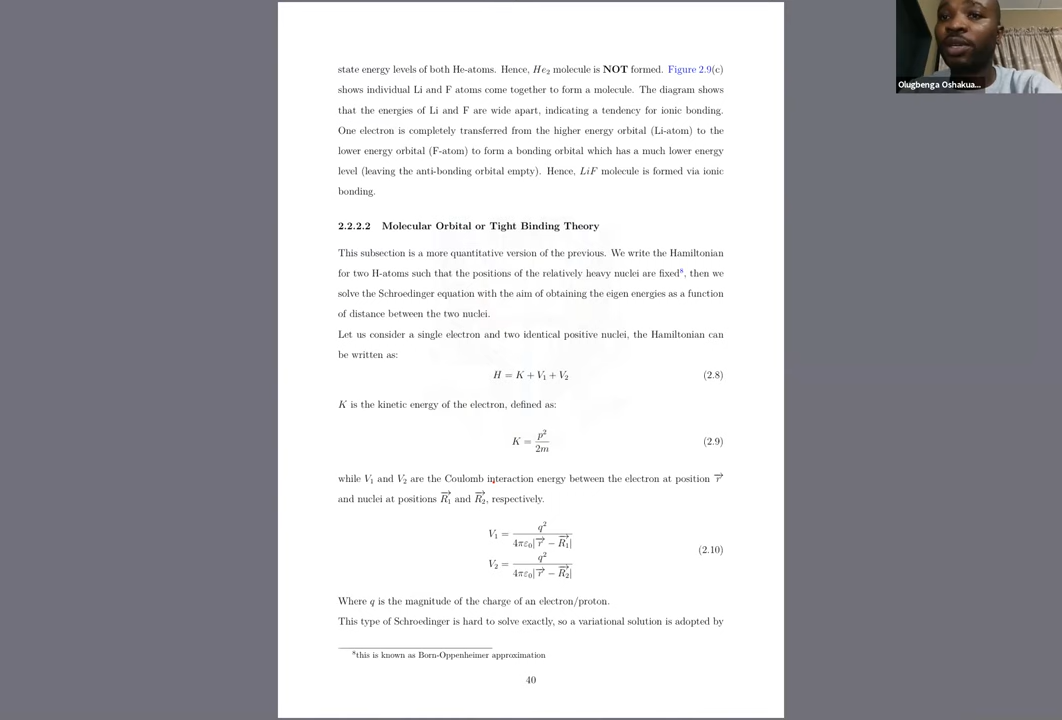 state energy levels of both He-atoms. Hence, He₂ molecule is NOT formed. Figure 2.9(c)
shows individual Li and F atoms come together to form a molecule. The diagram shows
that the energies of Li and F are wide apart, indicating a tendency for ionic bonding.
One electron is completely transferred from the higher energy orbital (Li-atom) to the
lower energy orbital (F-atom) to form a bonding orbital which has a much lower energy
level (leaving the anti-bonding orbital empty). Hence, LiF molecule is formed via ionic
bonding.
2.2.2.2 Molecular Orbital or Tight Binding Theory
This subsection is a more quantitative version of the previous. We write the Hamiltonian
for two H-atoms such that the positions of the relatively heavy nuclei are fixed⁸, then we
solve the Schroedinger equation with the aim of obtaining the eigen energies as a function
of distance between the two nuclei.
Let us consider a single electron and two identical positive nuclei, the Hamiltonian can
be written as:
H = K + V₁ + V₂ (2.8)
K is the kinetic energy of the electron, defined as:
K = p²/2m (2.9)
while V₁ and V₂ are the Coulomb interaction energy between the electron at position r⃗
and nuclei at positions R⃗₁ and R⃗₂, respectively.
V₁ = q²/4πε₀|r⃗ − R⃗₁|
V₂ = q²/4πε₀|r⃗ − R⃗₂| (2.10)
Where q is the magnitude of the charge of an electron/proton.
This type of Schroedinger is hard to solve exactly, so a variational solution is adopted by
⁸this is known as Born-Oppenheimer approximation
40
Olugbenga Oshakua...